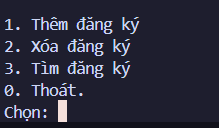 1. Thêm đăng ký
2. Xóa đăng ký
3. Tìm đăng ký
0. Thoát.
Chọn: